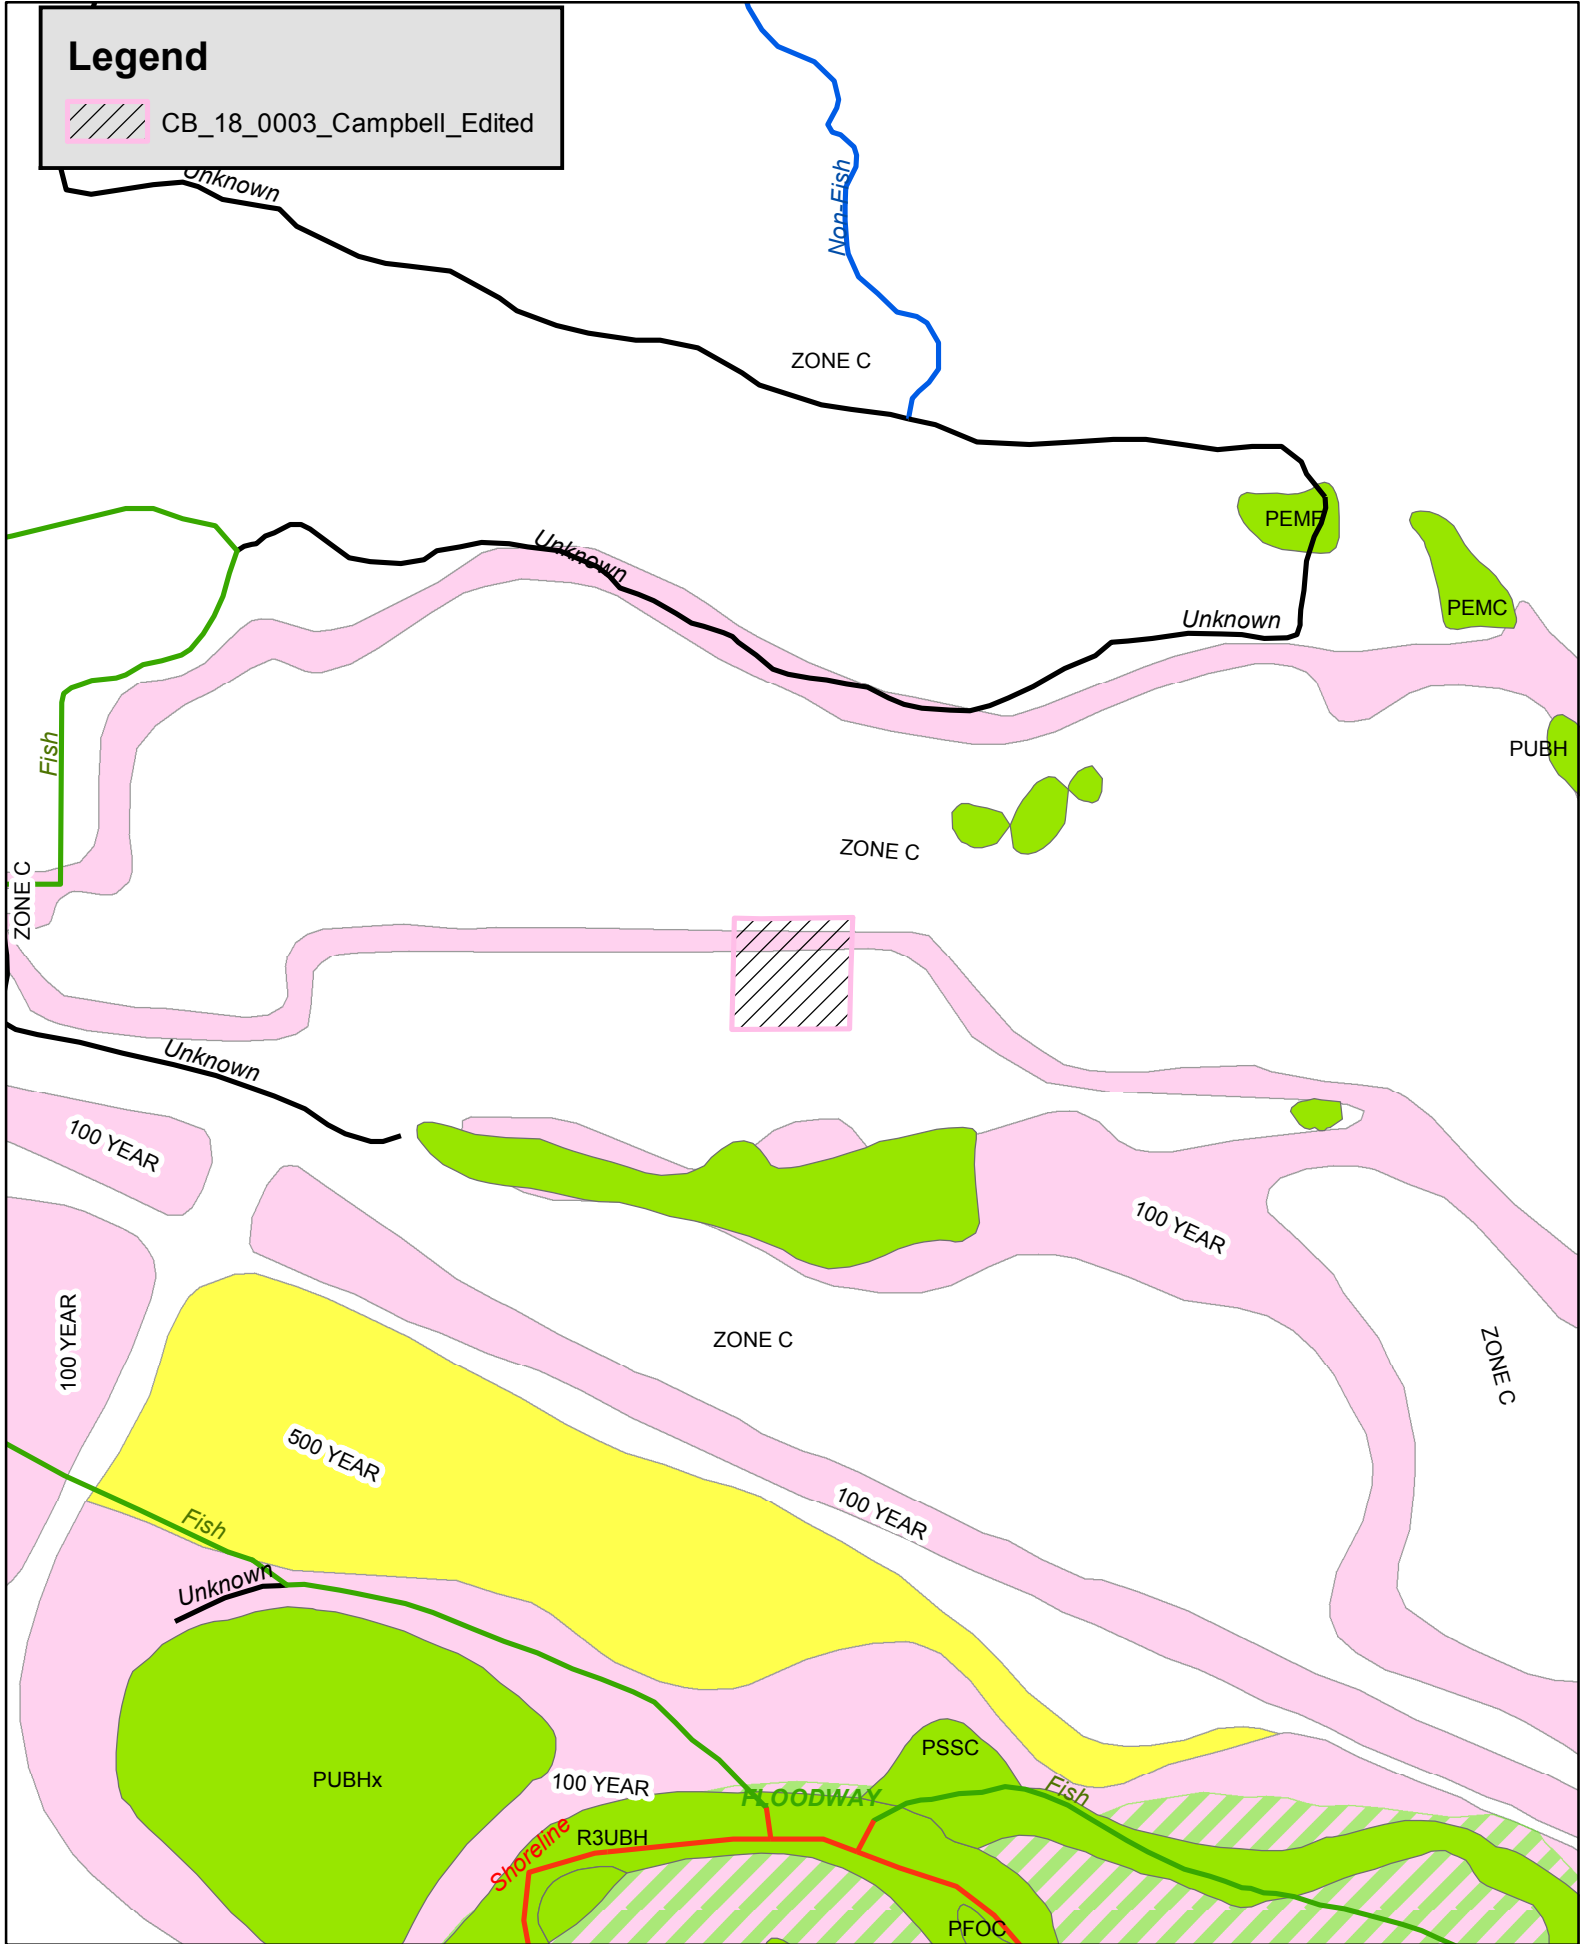 Legend
CB_18_0003_Campbell_Edited
Unknown
Non-Fish
ZONE C
PEMF
Unknown
PEMC
Unknown
Fish
PUBH
ZONE C
ZONE C
Unknown
100 YEAR
100 YEAR
100 YEAR
ZONE C
ZONE C
500 YEAR
100 YEAR
Fish
Unknown
PSSC
PUBHx
100 YEAR
FLOODWAY
Fish
R3UBH
Shoreline
PFOC